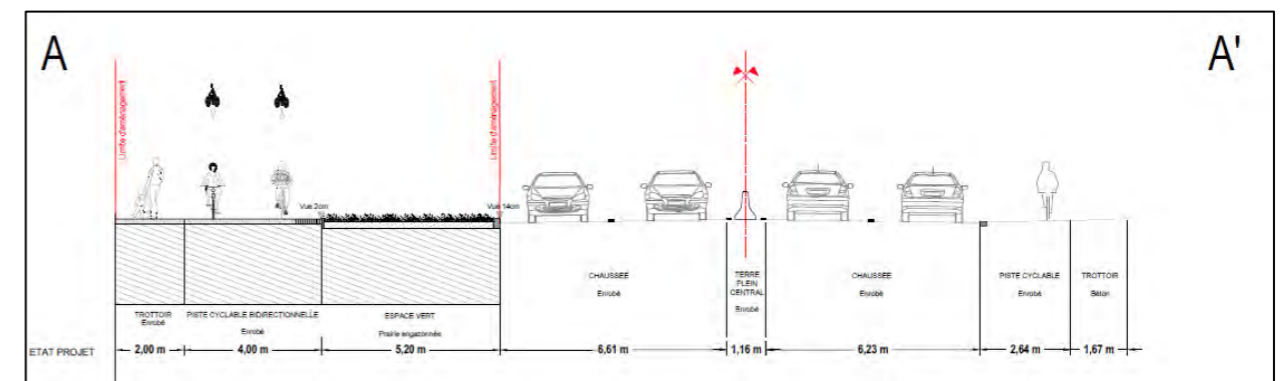 A
A'
Limite d'aménagement
Limite d'aménagement
Vue 2cm
Vue 14cm
TROTTOIR
Enrobé
PISTE CYCLABLE BIDIRECTIONNELLE
Enrobé
ESPACE VERT
Prairie engazonnée
CHAUSSEE
Enrobé
TERRE
PLEIN
CENTRAL
Enrobé
CHAUSSEE
Enrobé
PISTE CYCLABLE
Enrobé
TROTTOIR
Béton
ETAT PROJET
2,00 m
4,00 m
5,20 m
6,61 m
1,16 m
6,23 m
2,64 m
1,67 m